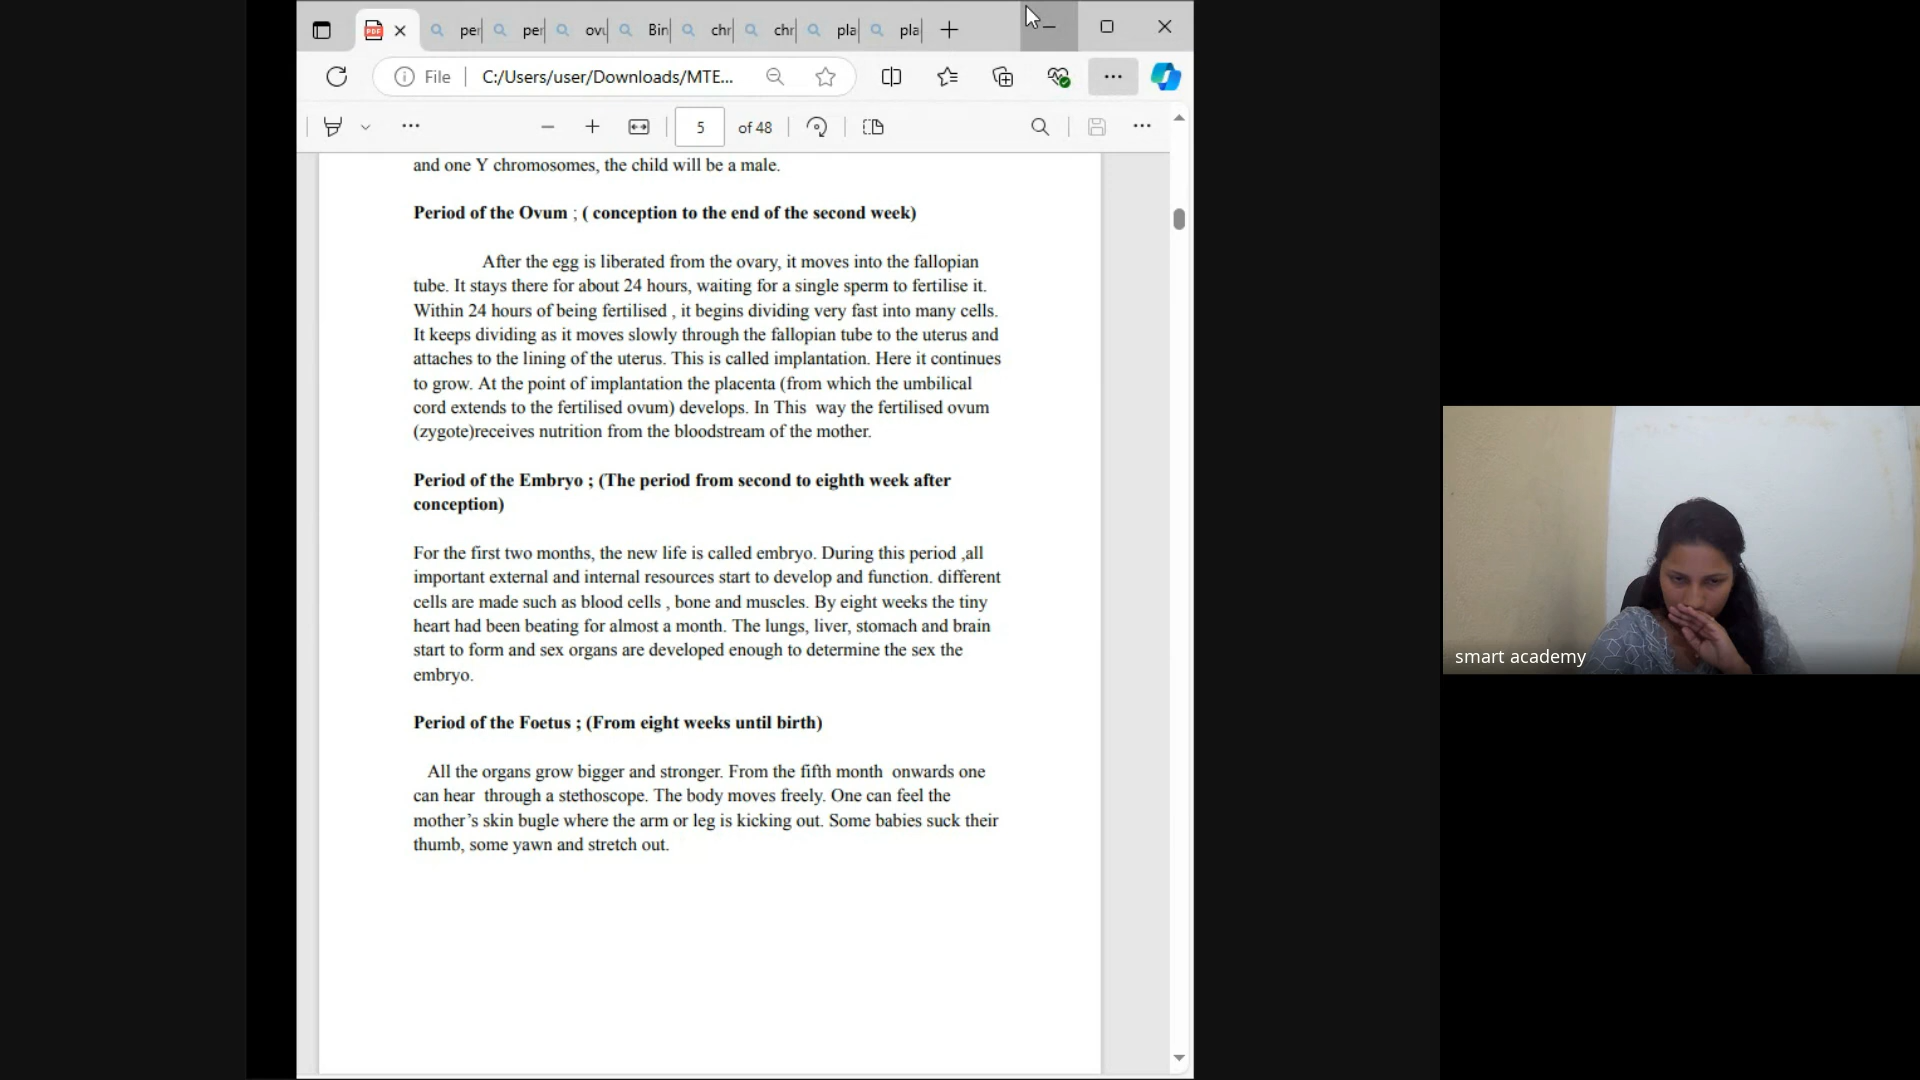 per
per
ovu
Bin
chr
chr
pla
pla
File
C:/Users/user/Downloads/MTE...
5
of 48
and one Y chromosomes, the child will be a male.
Period of the Ovum ; ( conception to the end of the second week)
After the egg is liberated from the ovary, it moves into the fallopian
tube. It stays there for about 24 hours, waiting for a single sperm to fertilise it.
Within 24 hours of being fertilised , it begins dividing very fast into many cells.
It keeps dividing as it moves slowly through the fallopian tube to the uterus and
attaches to the lining of the uterus. This is called implantation. Here it continues
to grow. At the point of implantation the placenta (from which the umbilical
cord extends to the fertilised ovum) develops. In This  way the fertilised ovum
(zygote)receives nutrition from the bloodstream of the mother.
Period of the Embryo ; (The period from second to eighth week after
conception)
For the first two months, the new life is called embryo. During this period ,all
important external and internal resources start to develop and function. different
cells are made such as blood cells , bone and muscles. By eight weeks the tiny
heart had been beating for almost a month. The lungs, liver, stomach and brain
start to form and sex organs are developed enough to determine the sex the
embryo.
Period of the Foetus ; (From eight weeks until birth)
All the organs grow bigger and stronger. From the fifth month  onwards one
can hear  through a stethoscope. The body moves freely. One can feel the
mother’s skin bugle where the arm or leg is kicking out. Some babies suck their
thumb, some yawn and stretch out.
smart academy